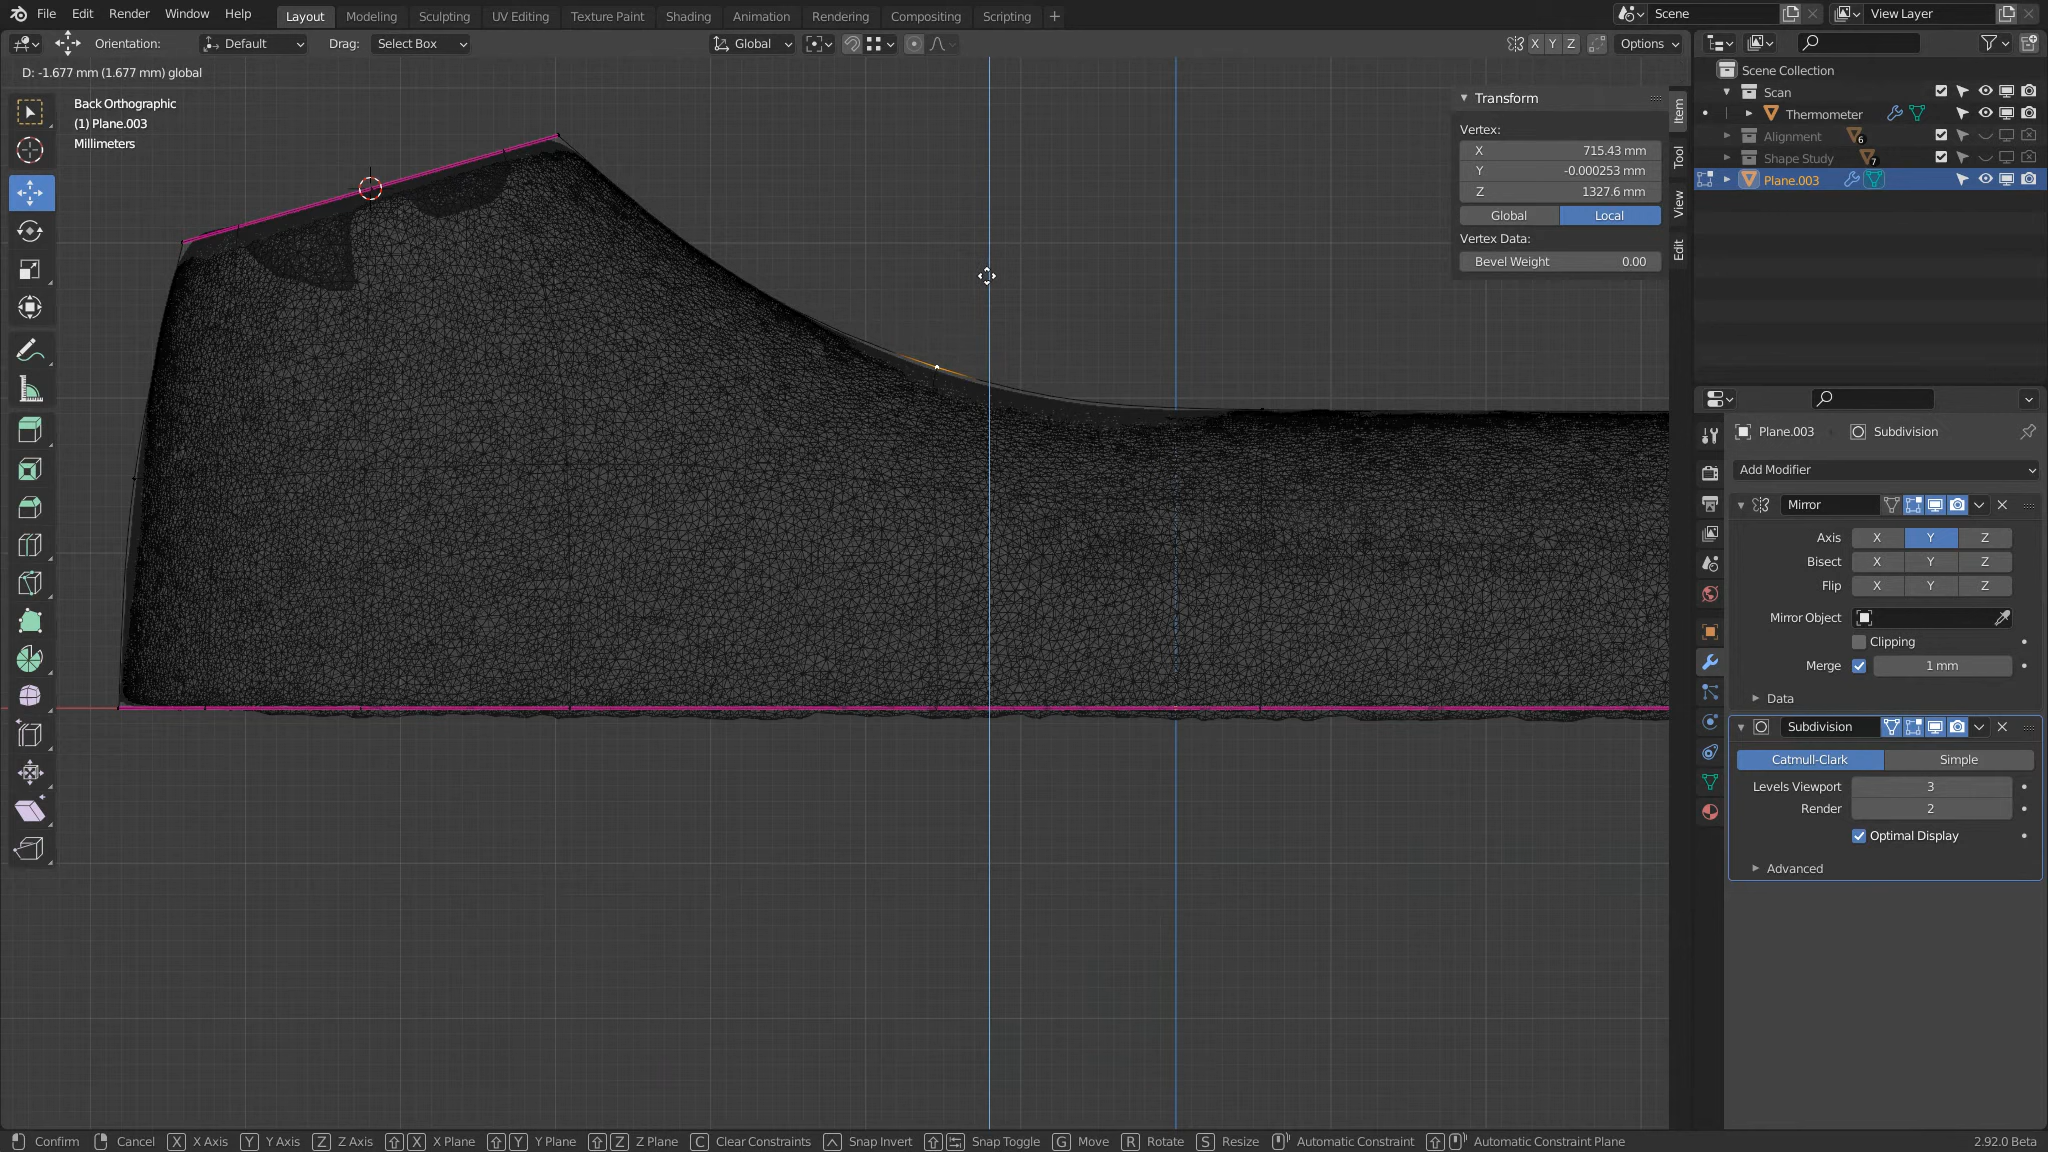 File Edit Render Window Help Layout Modeling Sculpting UV Editing Texture Paint Shading Animation Rendering Compositing Scripting + Scene View Layer
Orientation: Default Drag: Select Box Global X Y Z Options
D: -1.677 mm (1.677 mm) global
Back Orthographic
(1) Plane.003
Millimeters
Transform
Vertex:
X 715.43 mm
Y -0.000253 mm
Z 1327.6 mm
Global Local
Vertex Data:
Bevel Weight 0.00
Item
Tool
View
Edit
Scene Collection
Scan
Thermometer
Alignment 6
Shape Study 7
Plane.003
Plane.003 Subdivision
Add Modifier
Mirror
Axis X Y Z
Bisect X Y Z
Flip X Y Z
Mirror Object
Clipping
Merge 1 mm
Data
Subdivision
Catmull-Clark Simple
Levels Viewport 3
Render 2
Optimal Display
Advanced
Confirm Cancel X X Axis Y Y Axis Z Z Axis X X Plane Y Y Plane Z Z Plane C Clear Constraints Snap Invert Snap Toggle G Move R Rotate S Resize Automatic Constraint Automatic Constraint Plane 2.92.0 Beta